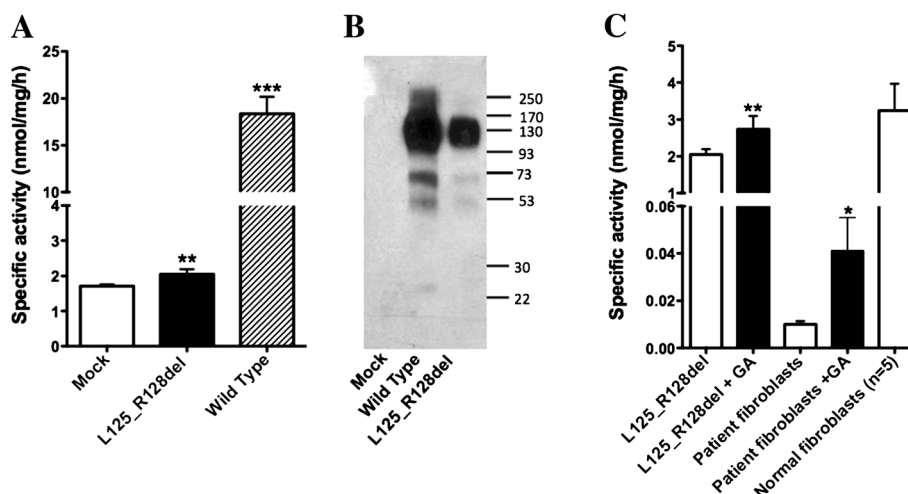 A
Specific activity (nmol/mg/h)
25
20
15
10
4
3
2
1
0
**
***
Mock
L125_R128del
Wild Type
B
250
170
130
93
73
53
30
22
Mock
Wild Type
L125_R128del
C
Specific activity (nmol/mg/h)
5
4
3
2
1
0.06
0.04
0.02
0.00
**
*
L125_R128del
L125_R128del + GA
Patient fibroblasts
Patient fibroblasts +GA
Normal fibroblasts (n=5)